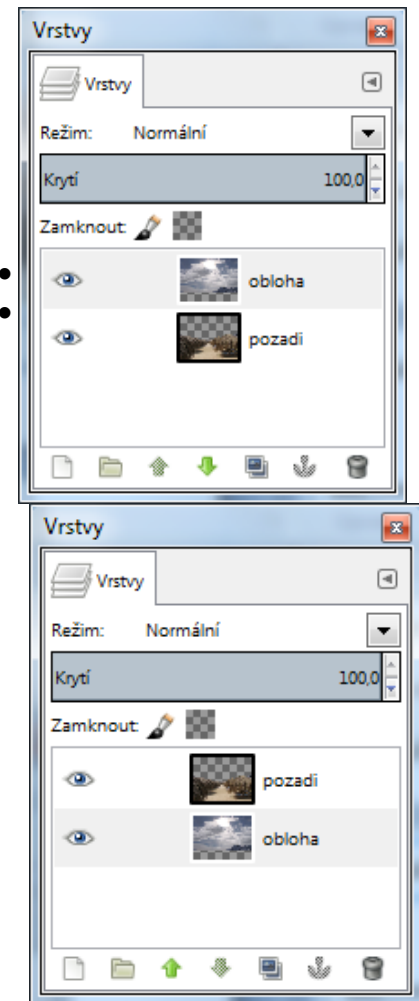 Vrstvy
Vrstvy
Režim: Normální
Krytí 100,0
Zamknout:
obloha
pozadi
Vrstvy
Vrstvy
Režim: Normální
Krytí 100,0
Zamknout:
pozadi
obloha